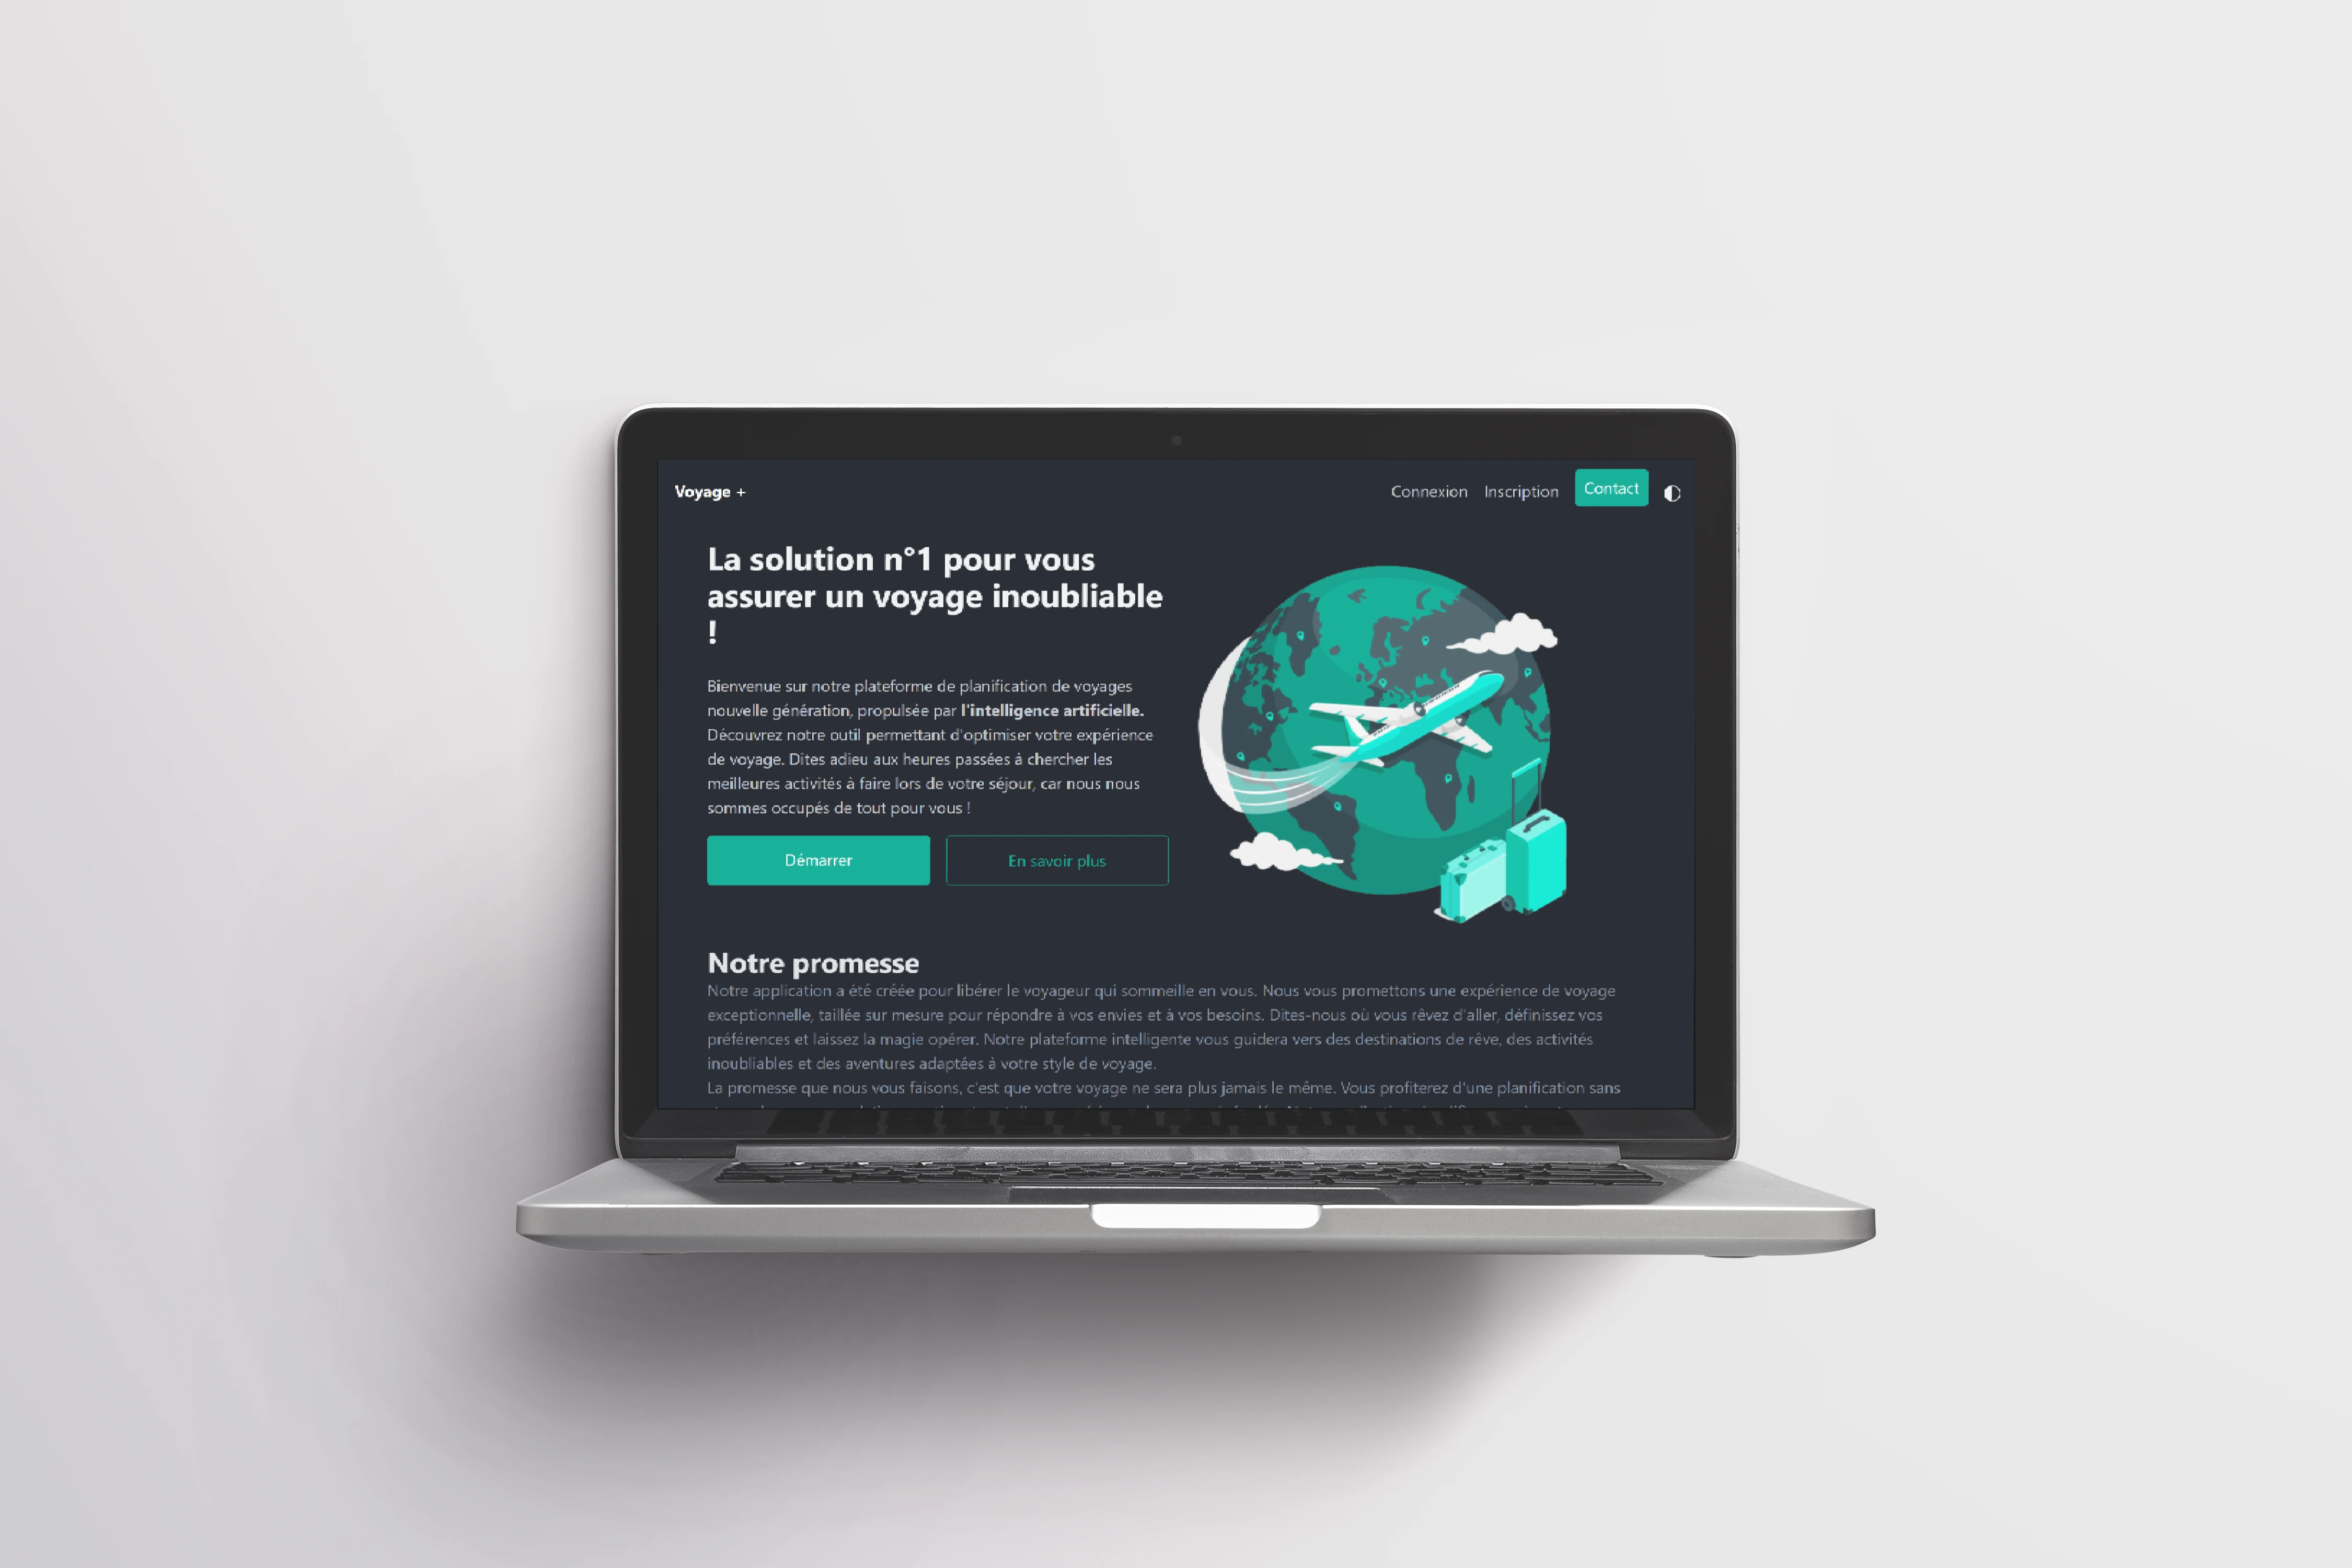 Voyage +
Connexion Inscription Contact
La solution n°1 pour vous
assurer un voyage inoubliable
!
Bienvenue sur notre plateforme de planification de voyages
nouvelle génération, propulsée par l'intelligence artificielle.
Découvrez notre outil permettant d'optimiser votre expérience
de voyage. Dites adieu aux heures passées à chercher les
meilleures activités à faire lors de votre séjour, car nous nous
sommes occupés de tout pour vous !
Démarrer En savoir plus
Notre promesse
Notre application a été créée pour libérer le voyageur qui sommeille en vous. Nous vous promettons une expérience de voyage
exceptionnelle, taillée sur mesure pour répondre à vos envies et à vos besoins. Dites-nous où vous rêvez d'aller, définissez vos
préférences et laissez la magie opérer. Notre plateforme intelligente vous guidera vers des destinations de rêve, des activités
inoubliables et des aventures adaptées à votre style de voyage.
La promesse que nous vous faisons, c'est que votre voyage ne sera plus jamais le même. Vous profiterez d'une planification sans